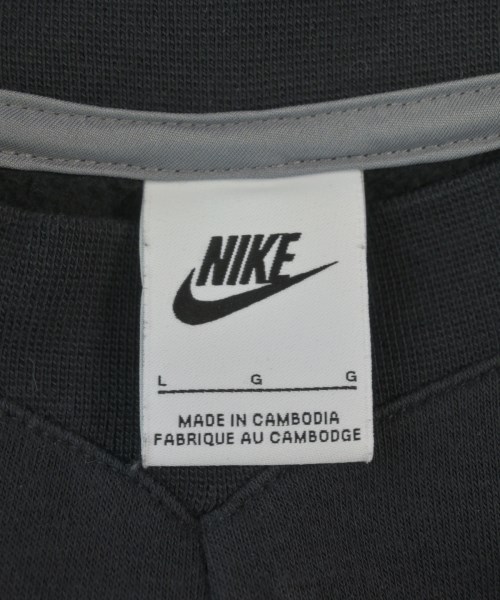 NIKE
L G G
MADE IN CAMBODIA
FABRIQUE AU CAMBODGE